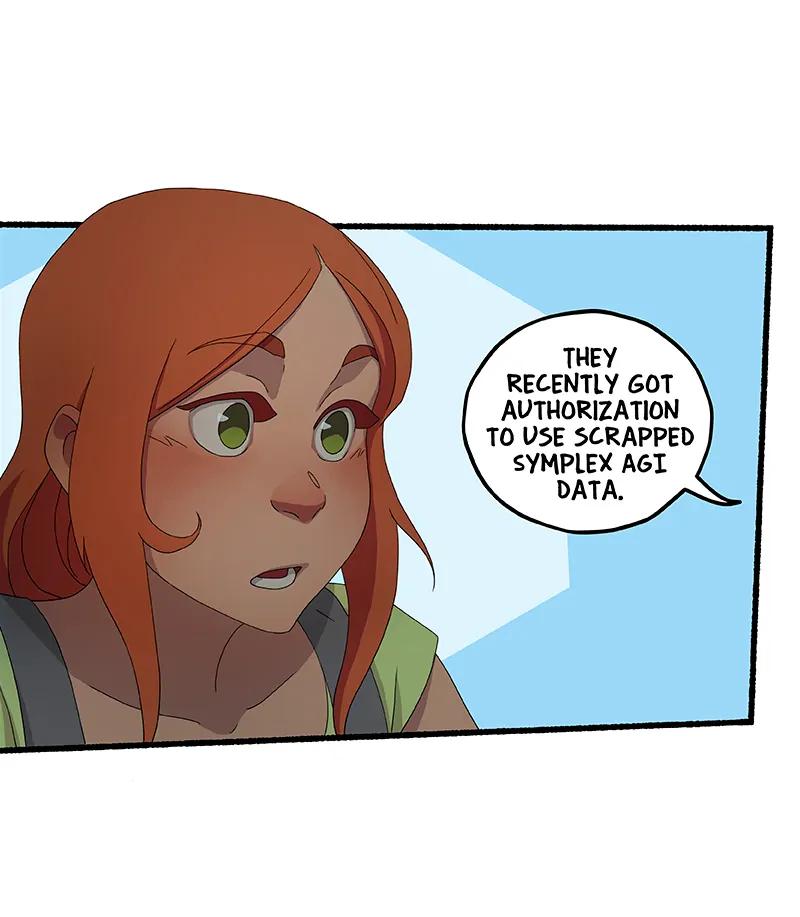 THEY
RECENTLY GOT
AUTHORIZATION
TO USE SCRAPPED
SYMPLEX AGI
DATA.